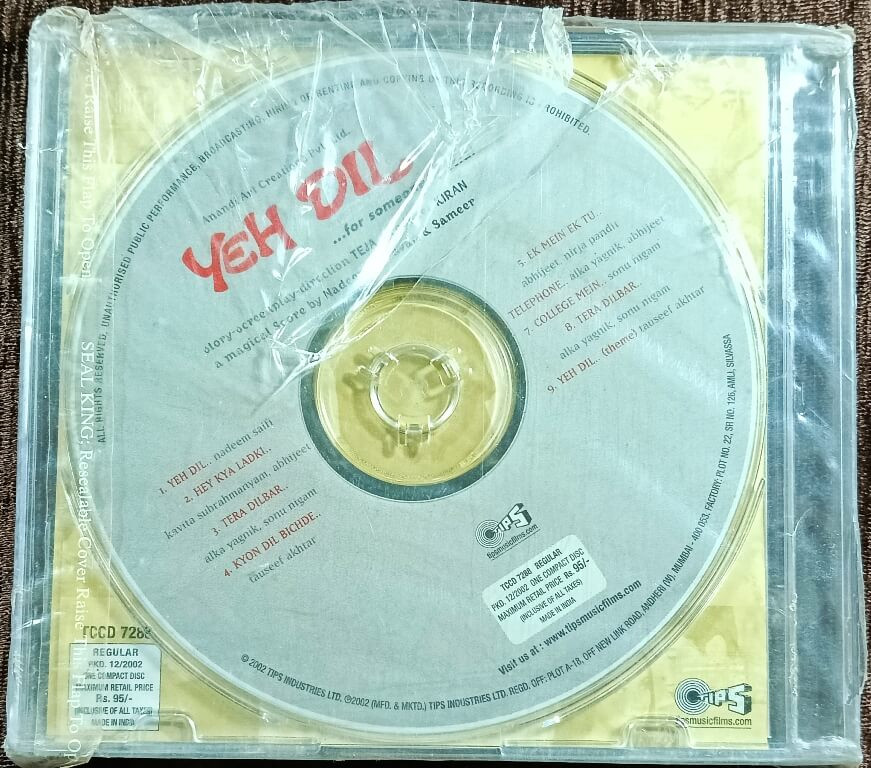 ALL RIGHTS RESERVED, UNAUTHORISED PUBLIC PERFORMANCE, BROADCASTING, HIRING OR RENTING AND COPYING OF THIS RECORDING IS PROHIBITED.
Anandi Art Creations Pvt. Ltd.
YEH DIL
...for someone
TEJA KIRAN
a magical score by & Sameer
1. YEH DIL.. nadeem saifi
2. HEY KYA LADKI..
kavita subrahmaniyam, abhijeet
3. TERA DILBAR..
alka yagnik, sonu nigam
4. KYON DIL BICHDE..
tauseef akhtar
5. EK MEIN EK TU..
abhijeet, nirja pandit
TELEPHONE.. alka yagnik, abhijeet
7. COLLEGE MEIN.. sonu nigam
8. TERA DILBAR..
alka yagnik, sonu nigam
9. YEH DIL.. (theme) tauseef akhtar
TIPS
tipsmusicfilms.com
TCCD 7288 REGULAR
PKD. 12/2002 ONE COMPACT DISC
MAXIMUM RETAIL PRICE Rs. 95/-
(INCLUSIVE OF ALL TAXES)
MADE IN INDIA
Visit us at : www.tipsmusicfilms.com
© 2002 TIPS INDUSTRIES LTD. ℗2002 (MFD. & MKTD.) TIPS INDUSTRIES LTD. REGD. OFF: PLOT A-18, OFF NEW LINK ROAD, ANDHERI (W), MUMBAI - 400 053. FACTORY: PLOT NO. 22, SR NO. 126, AMLI, SILVASSA
Raise This Flap To Open
SEAL KING; Resealable Cover Raise This Flap To Op
TCCD 7288
REGULAR
PKD. 12/2002
ONE COMPACT DISC
MAXIMUM RETAIL PRICE
Rs. 95/-
(INCLUSIVE OF ALL TAXES)
MADE IN INDIA
TIPS
tipsmusicfilms.com